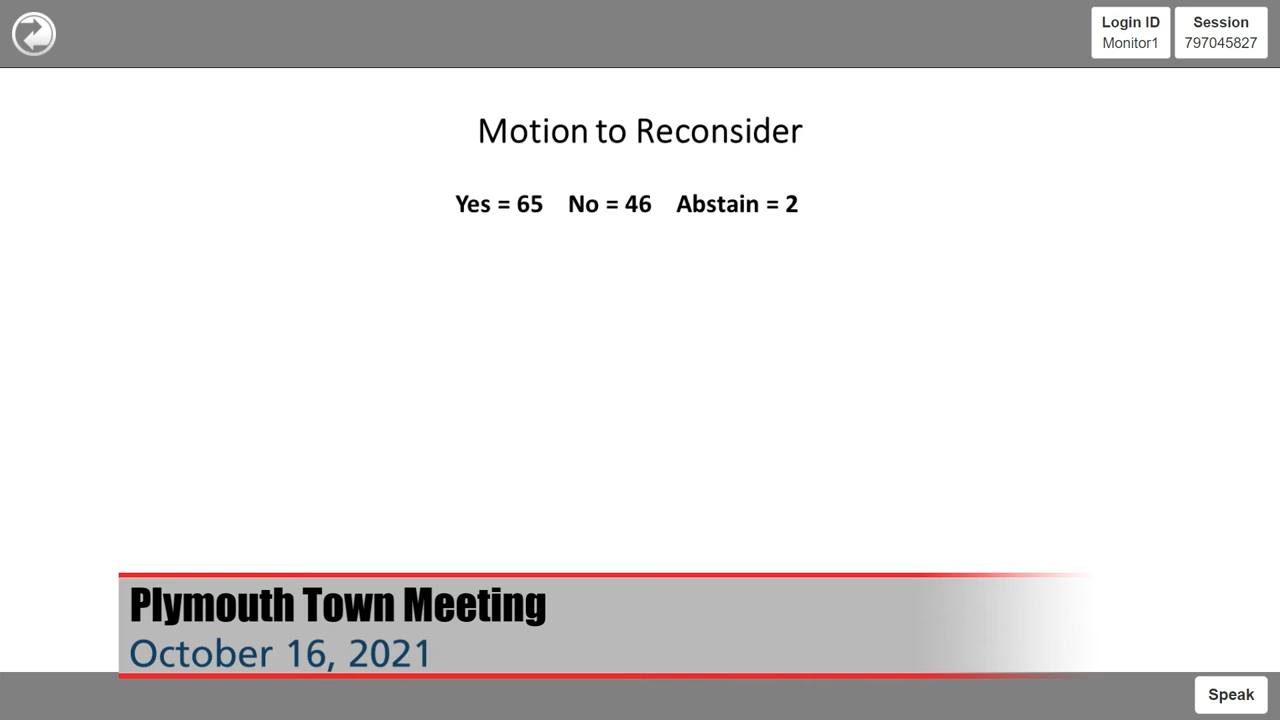 Login ID
Monitor1
Session
797045827
Motion to Reconsider
Yes = 65 No = 46 Abstain = 2
Plymouth Town Meeting
October 16, 2021
Speak